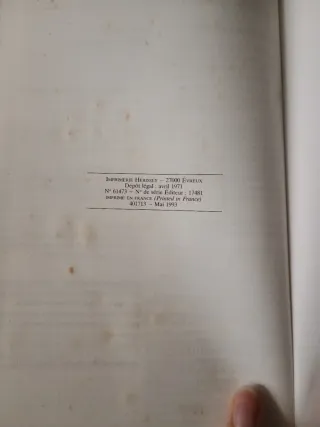 IMPRIMERIE HÉRISSEY – 27000 ÉVREUX
Dépôt légal : avril 1971
N° 61475 – N° de série Éditeur : 17481
IMPRIMÉ EN FRANCE (Printed in France)
401713 – Mai 1993